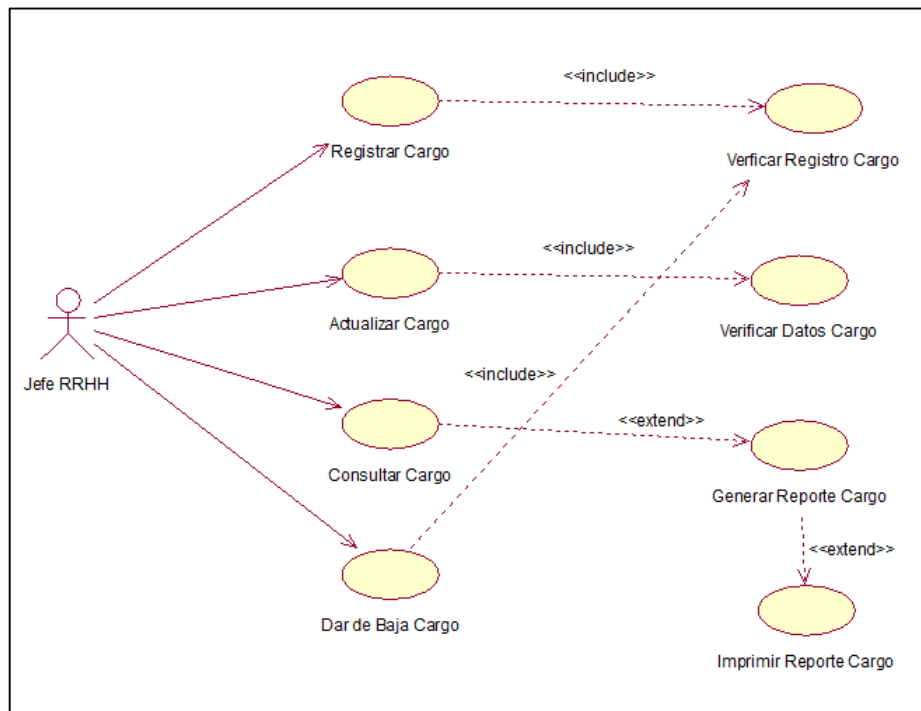 <<include>>
Registrar Cargo
Verficar Registro Cargo
<<include>>
Actualizar Cargo
Verificar Datos Cargo
Jefe RRHH
<<include>>
<<extend>>
Consultar Cargo
Generar Reporte Cargo
<<extend>>
Dar de Baja Cargo
Imprimir Reporte Cargo